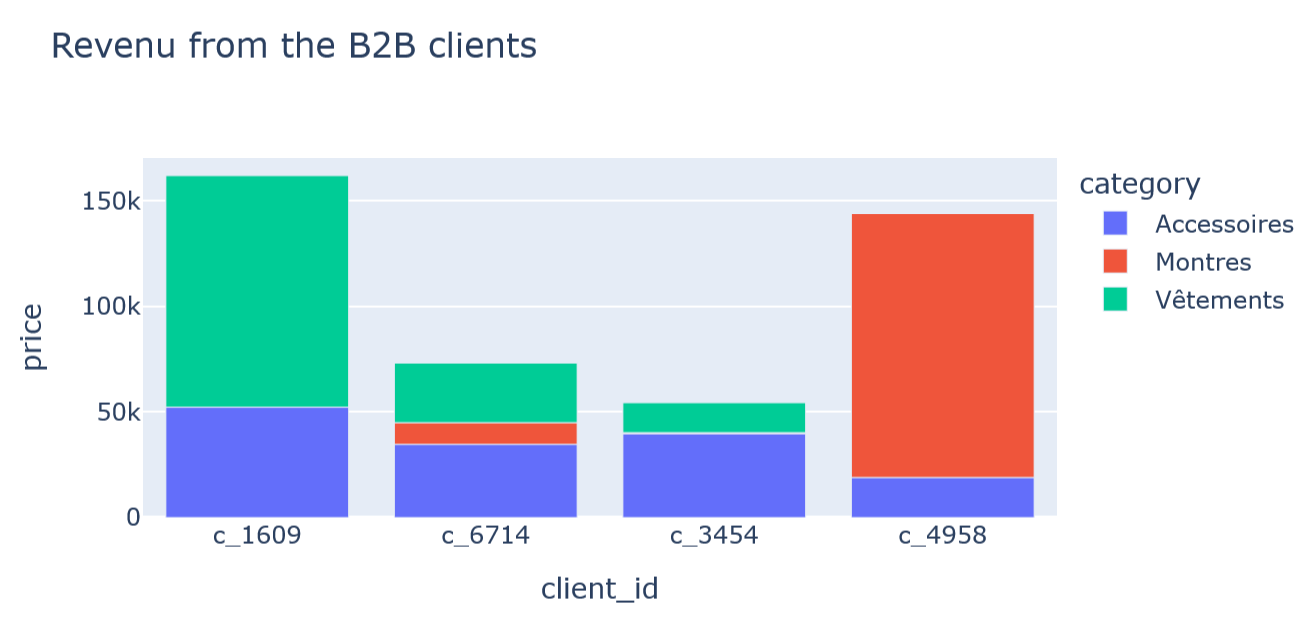 Revenu from the B2B clients
150k
100k
50k
0
price
c_1609
c_6714
c_3454
c_4958
client_id
category
Accessoires
Montres
Vêtements